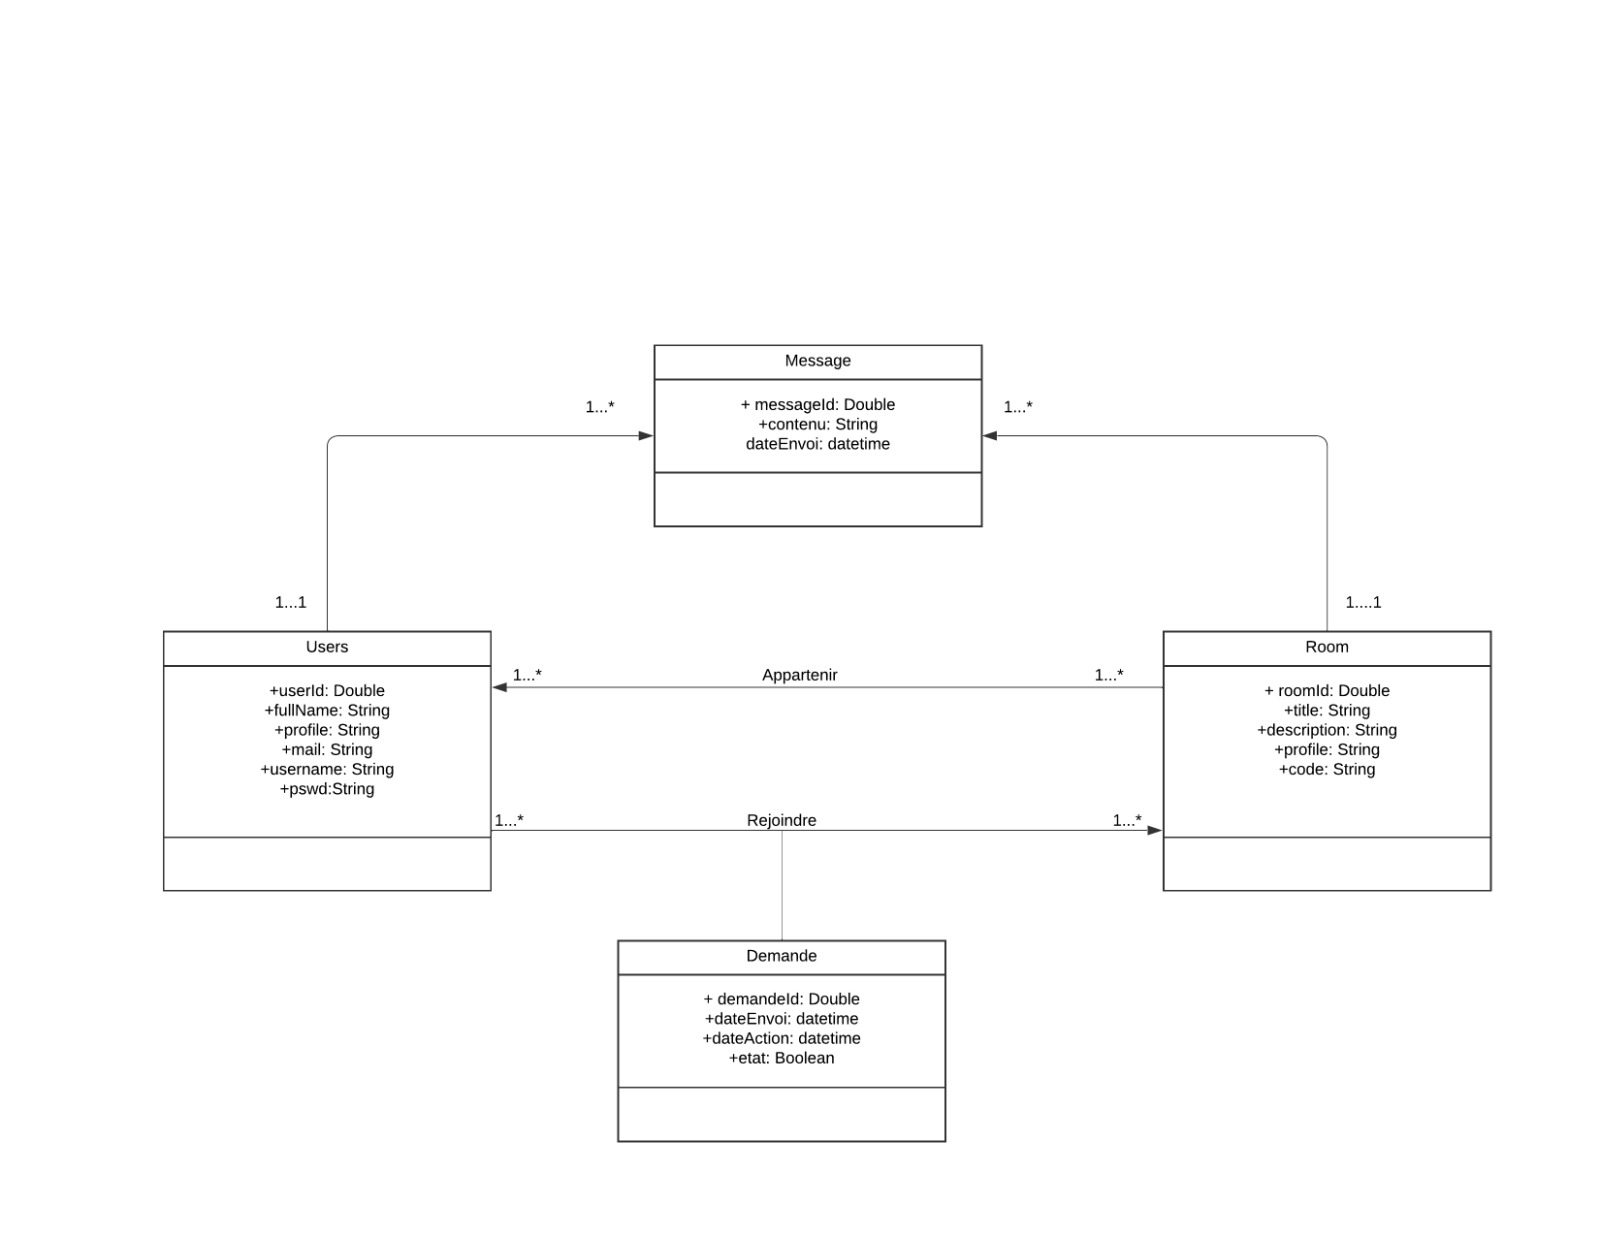 Message
+ messageId: Double
+contenu: String
dateEnvoi: datetime
1...*
1...*
1...1
1....1
Users
+userId: Double
+fullName: String
+profile: String
+mail: String
+username: String
+pswd:String
1...*
Appartenir
1...*
Room
+ roomId: Double
+title: String
+description: String
+profile: String
+code: String
1...*
Rejoindre
1...*
Demande
+ demandeId: Double
+dateEnvoi: datetime
+dateAction: datetime
+etat: Boolean